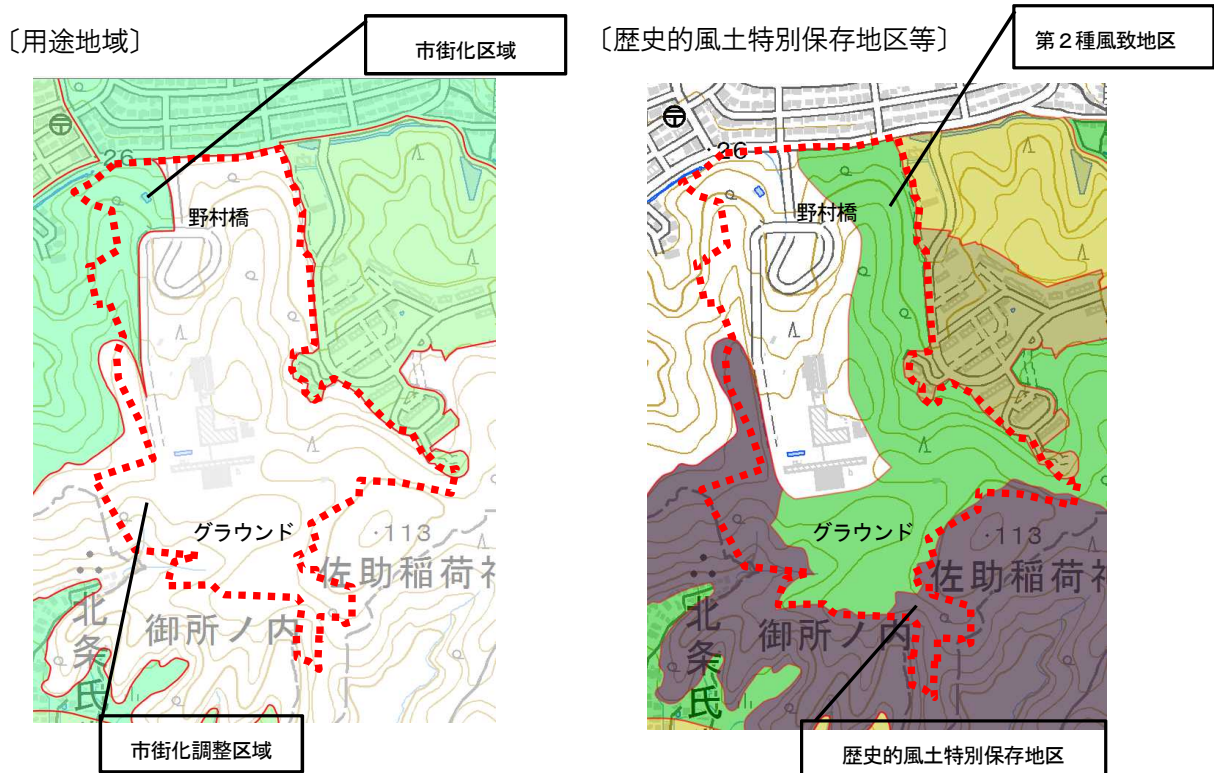 〔用途地域〕
市街化区域
26
野村橋
グラウンド
・113
佐助稲荷
御所ノ内
北条氏
市街化調整区域
〔歴史的風土特別保存地区等〕
第２種風致地区
・26
野村橋
グラウンド
・113
佐助稲荷
御所ノ内
北条氏
歴史的風土特別保存地区